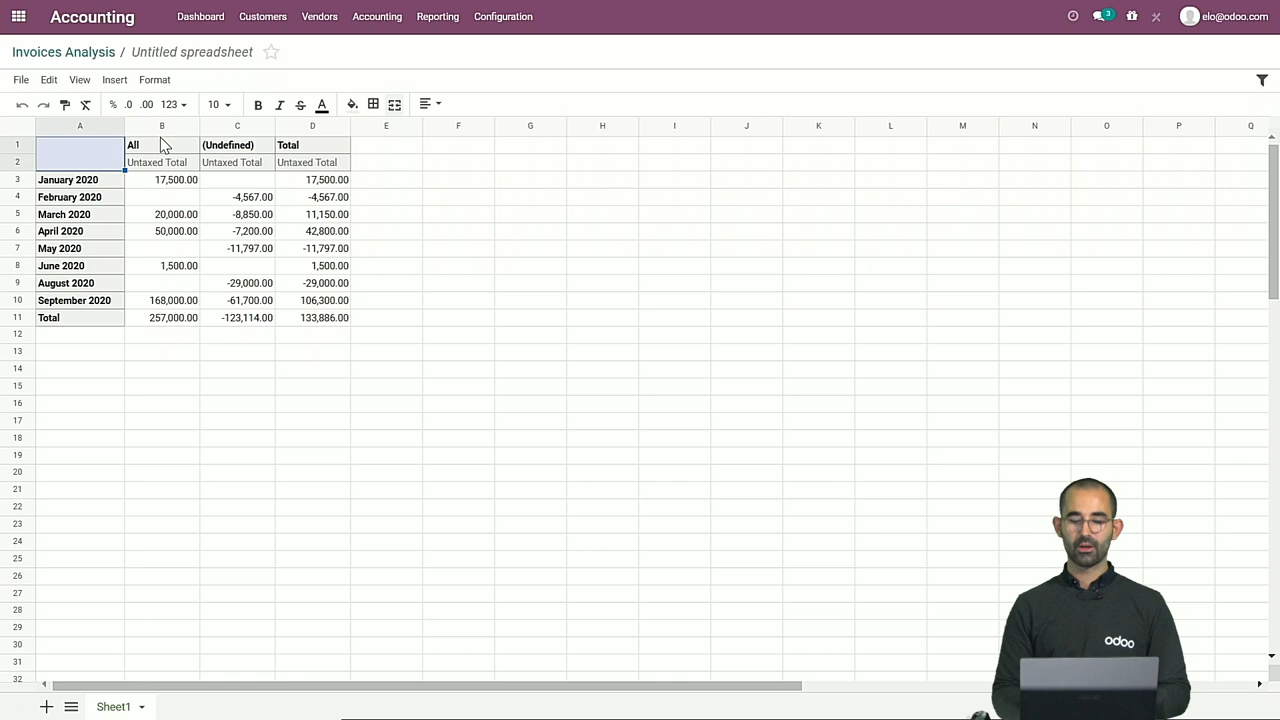 Accounting Dashboard Customers Vendors Accounting Reporting Configuration 3 elo@odoo.com
Invoices Analysis / Untitled spreadsheet
File Edit View Insert Format
% .0 .00 123 10 B I S A
A B C D E F G H I J K L M N O P Q
1 All (Undefined) Total
2 Untaxed Total Untaxed Total Untaxed Total
3 January 2020 17,500.00 17,500.00
4 February 2020 -4,567.00 -4,567.00
5 March 2020 20,000.00 -8,850.00 11,150.00
6 April 2020 50,000.00 -7,200.00 42,800.00
7 May 2020 -11,797.00 -11,797.00
8 June 2020 1,500.00 1,500.00
9 August 2020 -29,000.00 -29,000.00
10 September 2020 168,000.00 -61,700.00 106,300.00
11 Total 257,000.00 -123,114.00 133,886.00
12
13
14
15
16
17
18
19
20
21
22
23
24
25
26
27
28
29
30
31
32
odoo
Sheet1